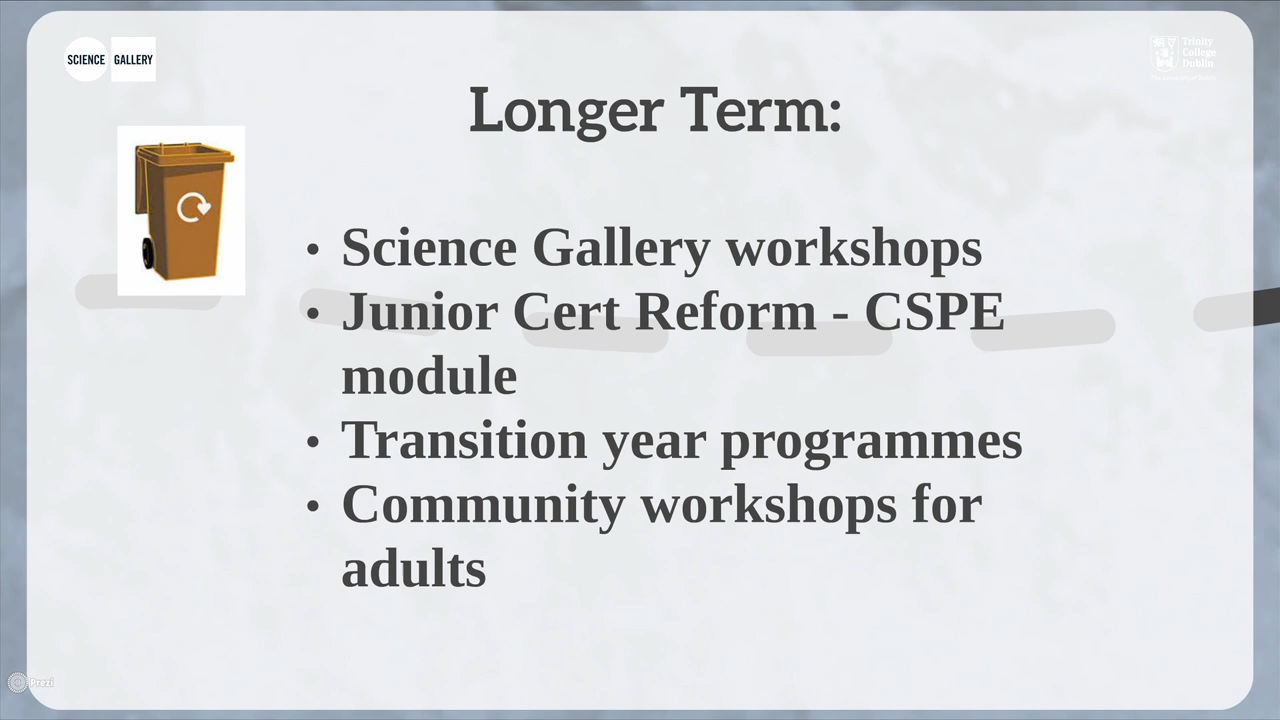 SCIENCE GALLERY
Trinity
College
Dublin
Longer Term:
• Science Gallery workshops
• Junior Cert Reform - CSPE
module
• Transition year programmes
• Community workshops for
adults
Prezi